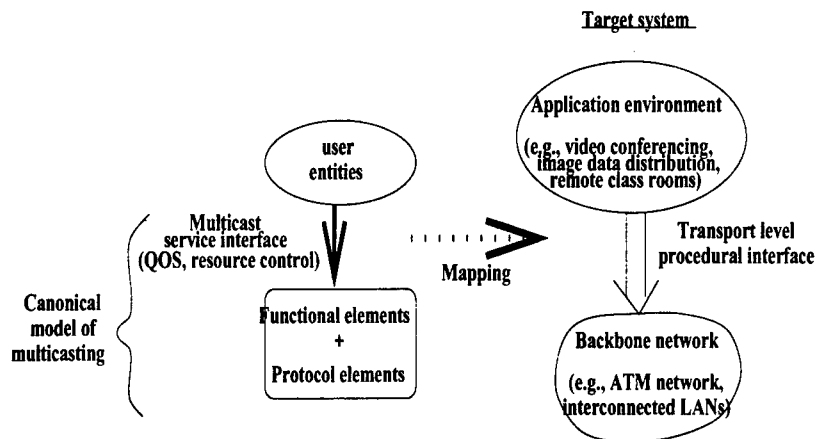 Target system
Application environment
(e.g., video conferencing,
image data distribution,
remote class rooms)
user
entities
Multicast
service interface
(QOS, resource control)
Mapping
Transport level
procedural interface
Canonical
model of
multicasting
Functional elements
+
Protocol elements
Backbone network
(e.g., ATM network,
interconnected LANs)